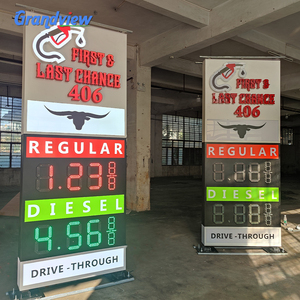 Grandview
FIRST'S
LAST CHANCE
406
REGULAR
1.23
DIESEL
4.56
DRIVE - THROUGH
FIRST'S
LAST CHANCE
406
REGULAR
DIESEL
DRIVE - THROUGH